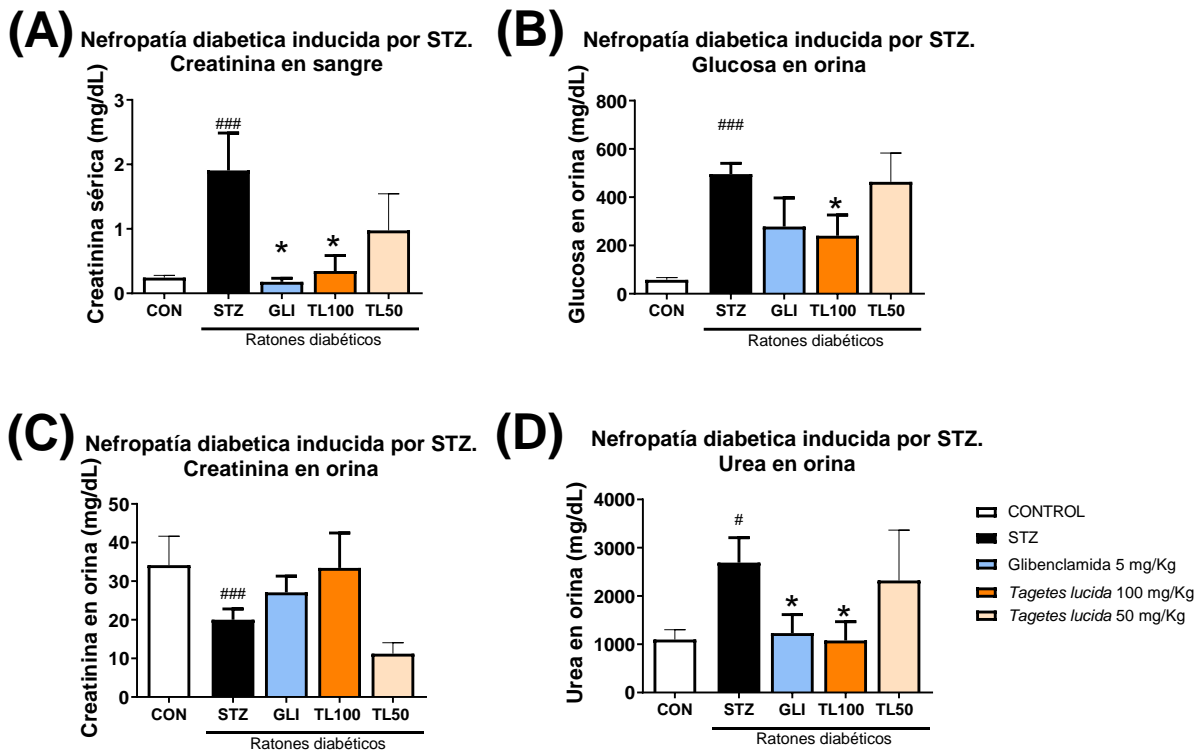 (A)
Nefropatía diabetica inducida por STZ.
Creatinina en sangre
Creatinina sérica (mg/dL)
3
2
1
0
###
*
*
CON
STZ
GLI
TL100
TL50
Ratones diabéticos
(B)
Nefropatía diabetica inducida por STZ.
Glucosa en orina
Glucosa en orina (mg/dL)
800
600
400
200
0
###
*
CON
STZ
GLI
TL100
TL50
Ratones diabéticos
(C)
Nefropatía diabetica inducida por STZ.
Creatinina en orina
Creatinina en orina (mg/dL)
50
40
30
20
10
0
###
CON
STZ
GLI
TL100
TL50
Ratones diabéticos
(D)
Nefropatía diabetica inducida por STZ.
Urea en orina
Urea en orina (mg/dL)
4000
3000
2000
1000
0
#
*
*
CON
STZ
GLI
TL100
TL50
Ratones diabéticos
CONTROL
STZ
Glibenclamida 5 mg/Kg
Tagetes lucida 100 mg/Kg
Tagetes lucida 50 mg/Kg